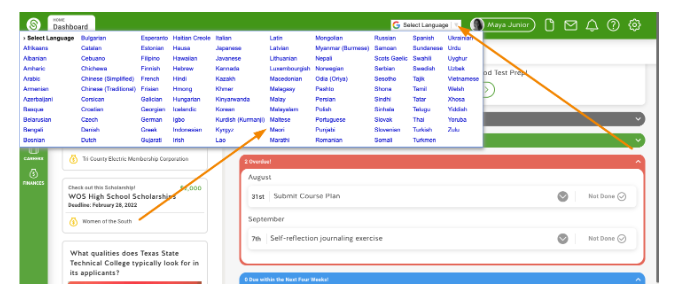 HOME
Dashboard
Select Language
Maya Junior
› Select Language Bulgarian Esperanto Haitian Creole Italian Latin Mongolian Russian Spanish Ukrainian
Afrikaans Catalan Estonian Hausa Japanese Latvian Myanmar (Burmese) Samoan Sundanese Urdu
Albanian Cebuano Filipino Hawaiian Javanese Lithuanian Nepali Scots Gaelic Swahili Uyghur
Amharic Chichewa Finnish Hebrew Kannada Luxembourgish Norwegian Serbian Swedish Uzbek
Arabic Chinese (Simplified) French Hindi Kazakh Macedonian Odia (Oriya) Sesotho Tajik Vietnamese
Armenian Chinese (Traditional) Frisian Hmong Khmer Malagasy Pashto Shona Tamil Welsh
Azerbaijani Corsican Galician Hungarian Kinyarwanda Malay Persian Sindhi Tatar Xhosa
Basque Croatian Georgian Icelandic Korean Malayalam Polish Sinhala Telugu Yiddish
Belarusian Czech German Igbo Kurdish (Kurmanji) Maltese Portuguese Slovak Thai Yoruba
Bengali Danish Greek Indonesian Kyrgyz Maori Punjabi Slovenian Turkish Zulu
Bosnian Dutch Gujarati Irish Lao Marathi Romanian Somali Turkmen
od Test Prep!
CAREERS
Tri County Electric Membership Corporation
FINANCES
Check out this Scholarship!
WOS High School Scholarships
Deadline: February 28, 2022
Women of the South
What qualities does Texas State
Technical College typically look for in
its applicants?
2 Overdue!
August
31st Submit Course Plan Not Done
September
7th Self-reflection journaling exercise Not Done
0 Due within the Next Four Weeks!